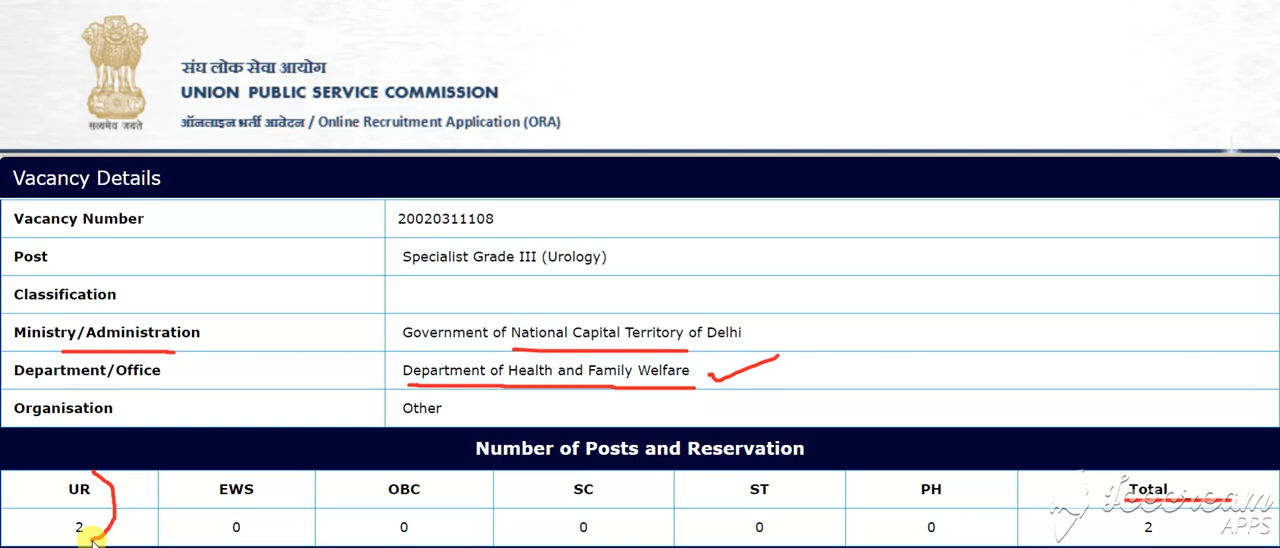 संघ लोक सेवा आयोग
UNION PUBLIC SERVICE COMMISSION
ऑनलाइन भर्ती आवेदन / Online Recruitment Application (ORA)
सत्यमेव जयते
Vacancy Details
Vacancy Number 20020311108
Post Specialist Grade III (Urology)
Classification
Ministry/Administration Government of National Capital Territory of Delhi
Department/Office Department of Health and Family Welfare
Organisation Other
Number of Posts and Reservation
UR EWS OBC SC ST PH Total
2 0 0 0 0 0 2
Icecream
APPS